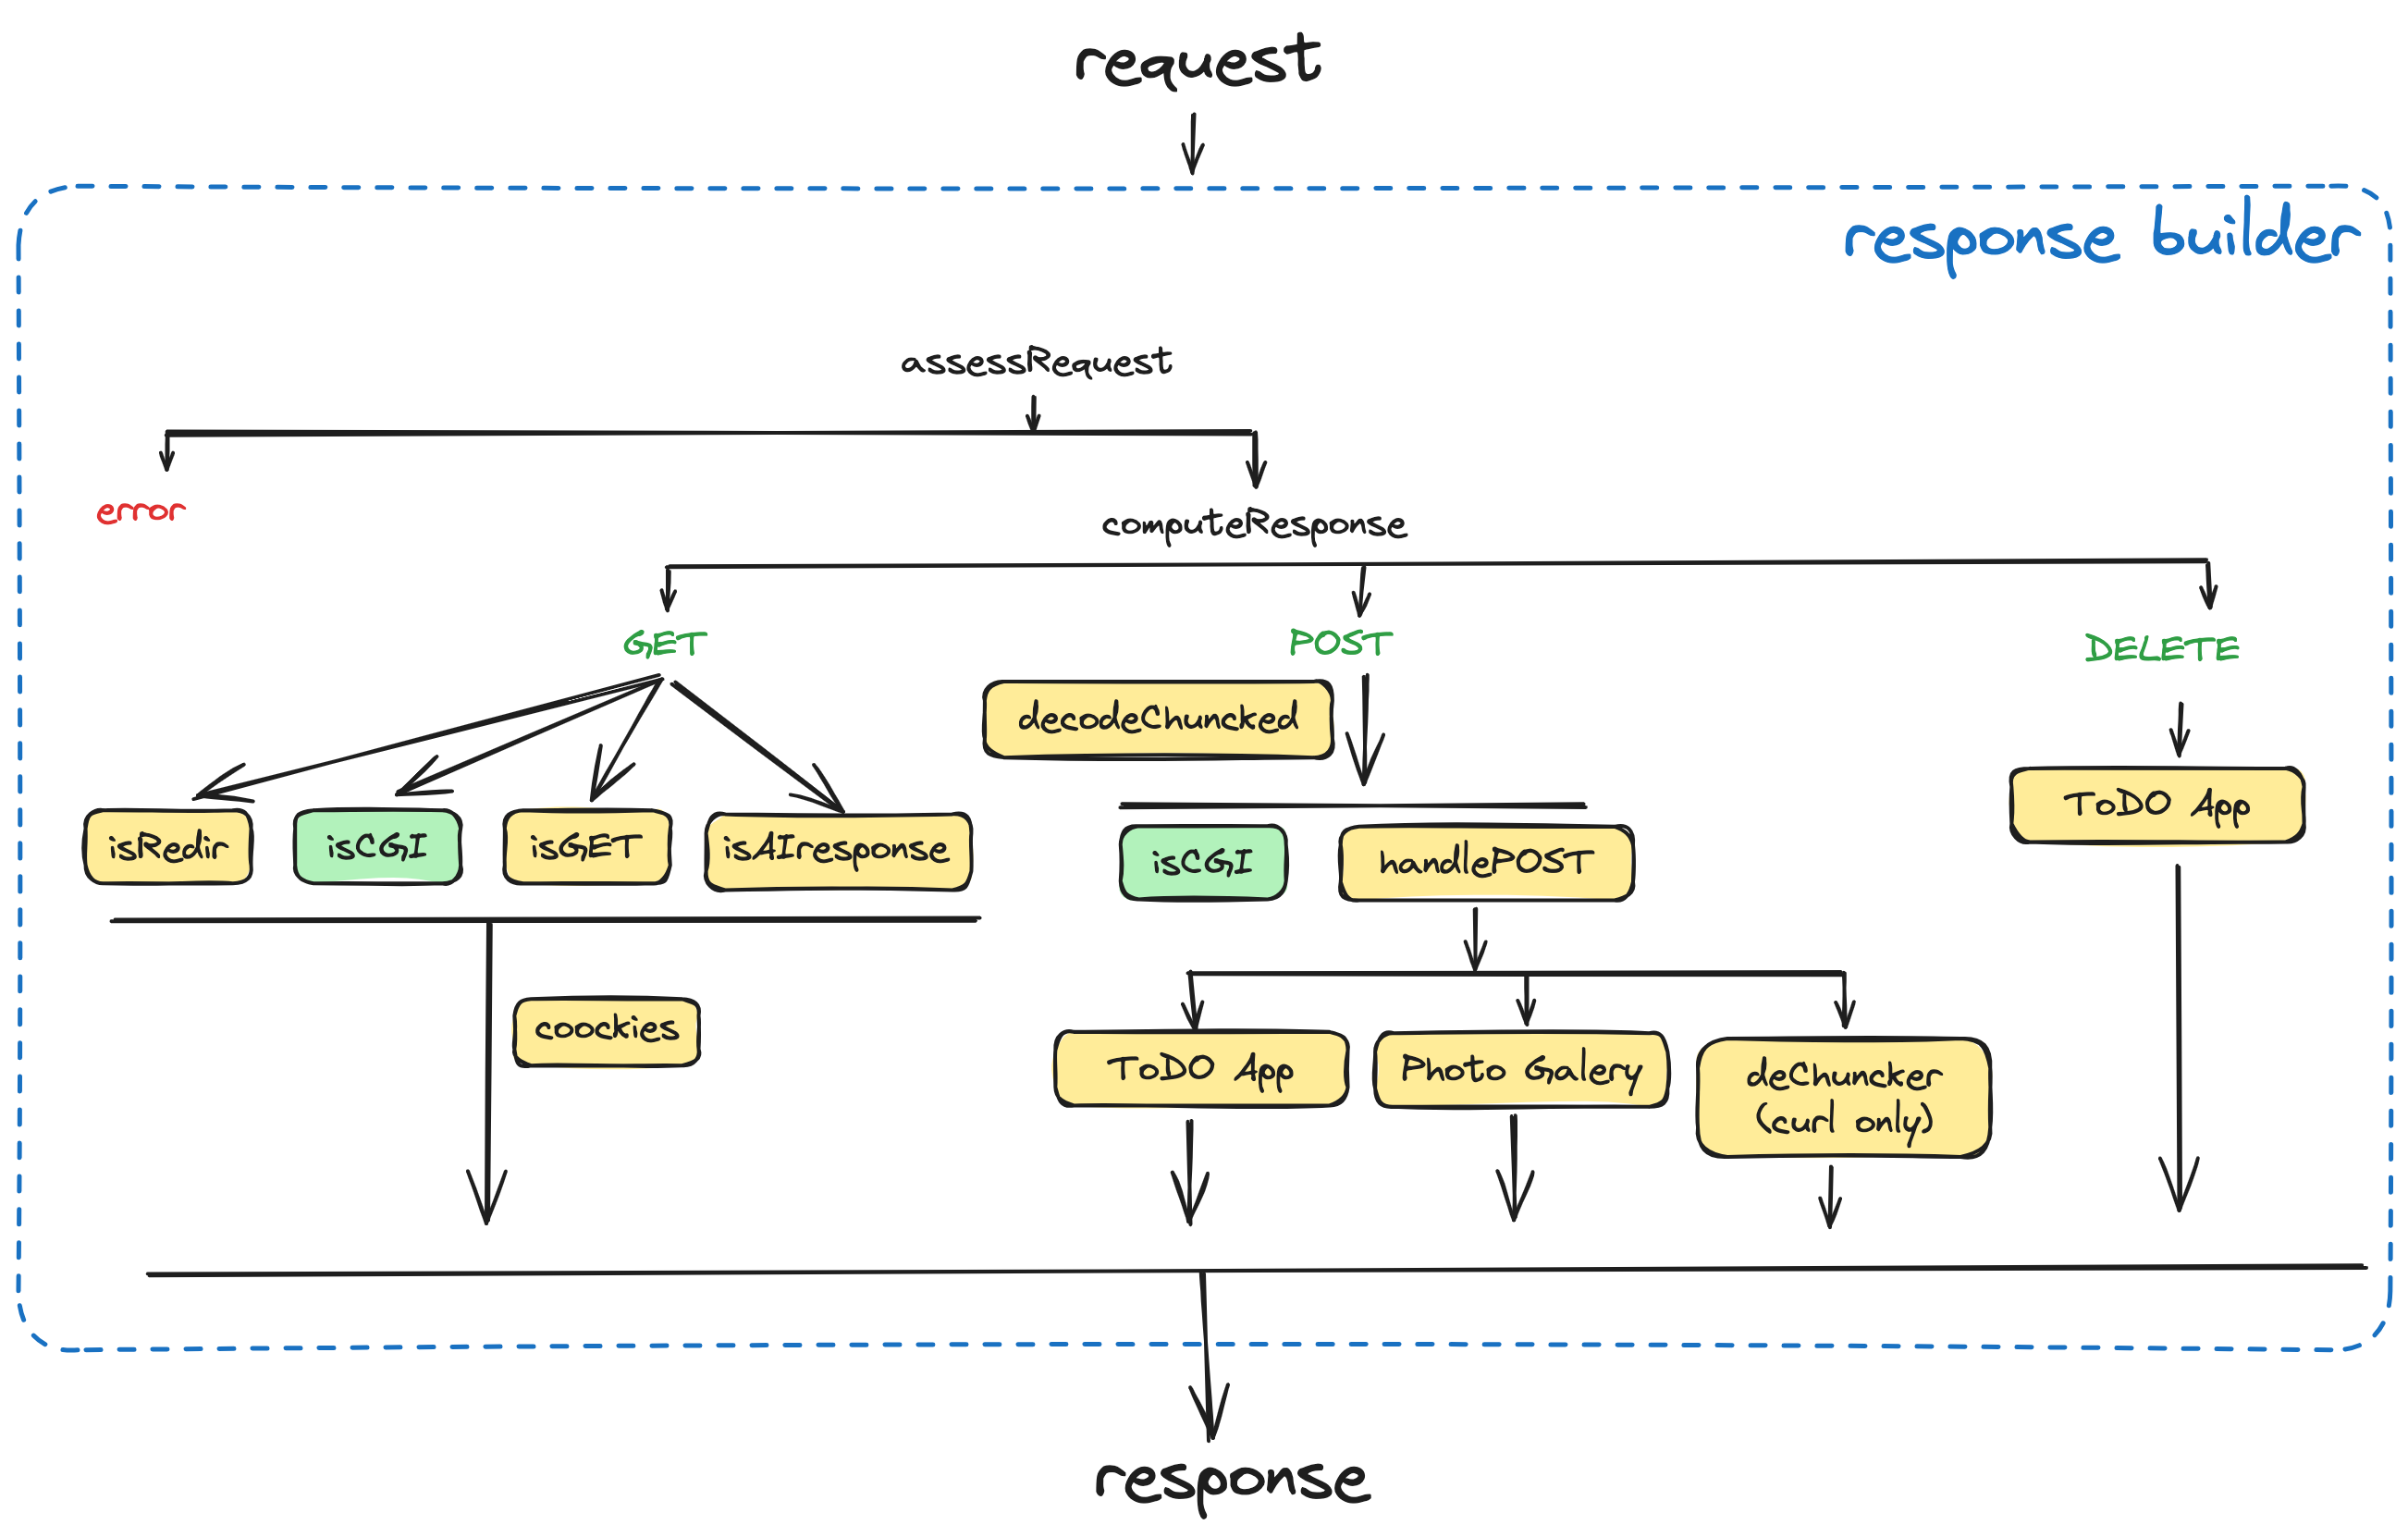 request
response builder
assessRequest
error
computeResponse
GET
POST
DELETE
decodeChuncked
isRedir
isCGI
isGET
isAIresponse
isCGI
handlePOST
ToDO App
coockies
ToDO App
Photo Galery
deChuncker
(curl only)
response